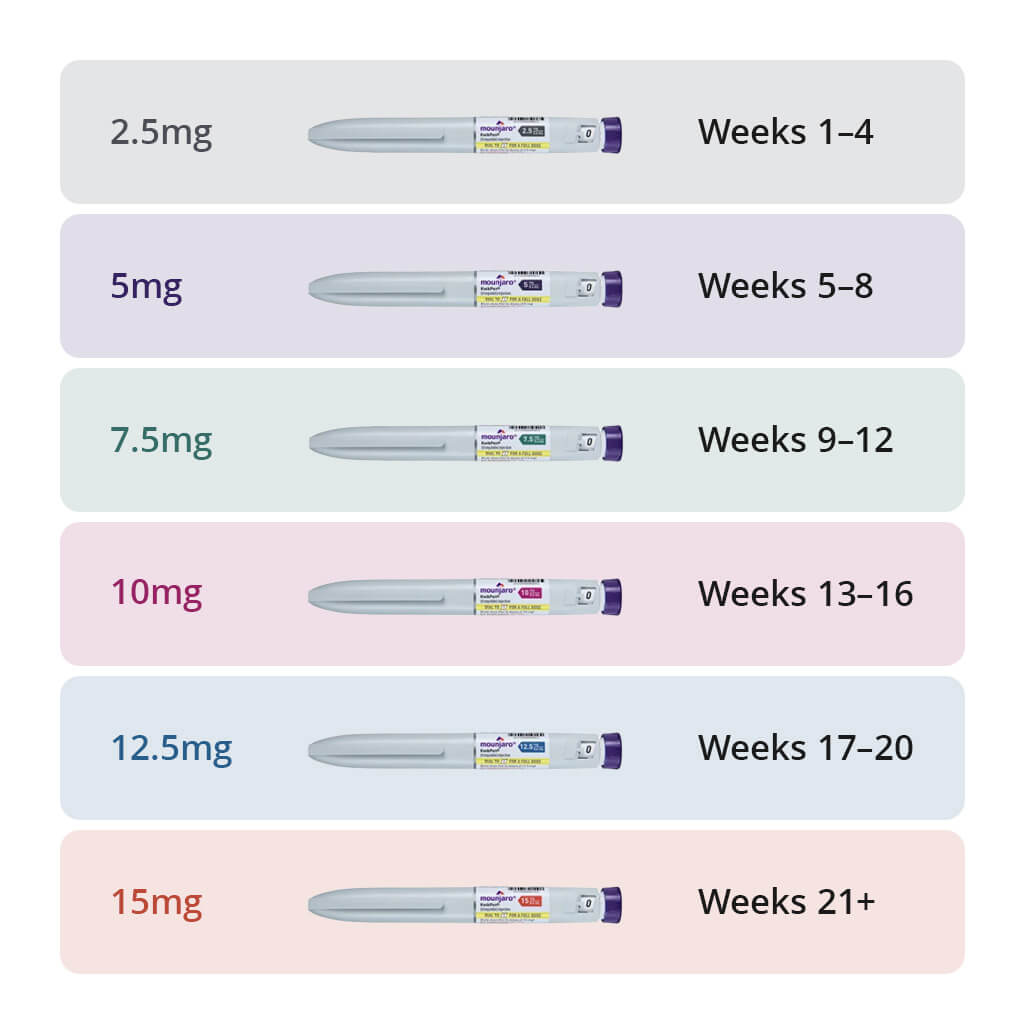 2.5mg
mounjaro®
KwikPen®
2.5
0
Weeks 1–4
5mg
mounjaro®
KwikPen®
5
0
Weeks 5–8
7.5mg
mounjaro®
KwikPen®
7.5
0
Weeks 9–12
10mg
mounjaro®
KwikPen®
10
0
Weeks 13–16
12.5mg
mounjaro®
KwikPen®
12.5
0
Weeks 17–20
15mg
mounjaro®
KwikPen®
15
0
Weeks 21+